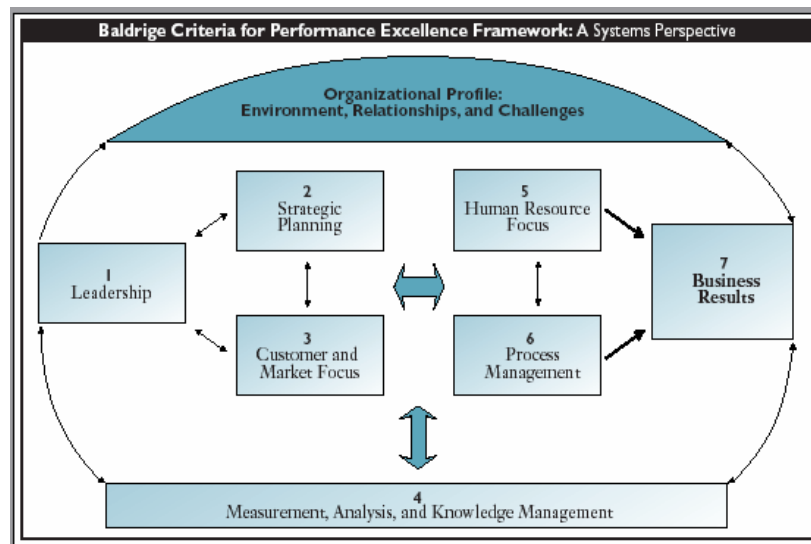 Baldrige Criteria for Performance Excellence Framework: A Systems Perspective
Organizational Profile:
Environment, Relationships, and Challenges
2
Strategic
Planning
5
Human Resource
Focus
1
Leadership
7
Business
Results
3
Customer and
Market Focus
6
Process
Management
4
Measurement, Analysis, and Knowledge Management